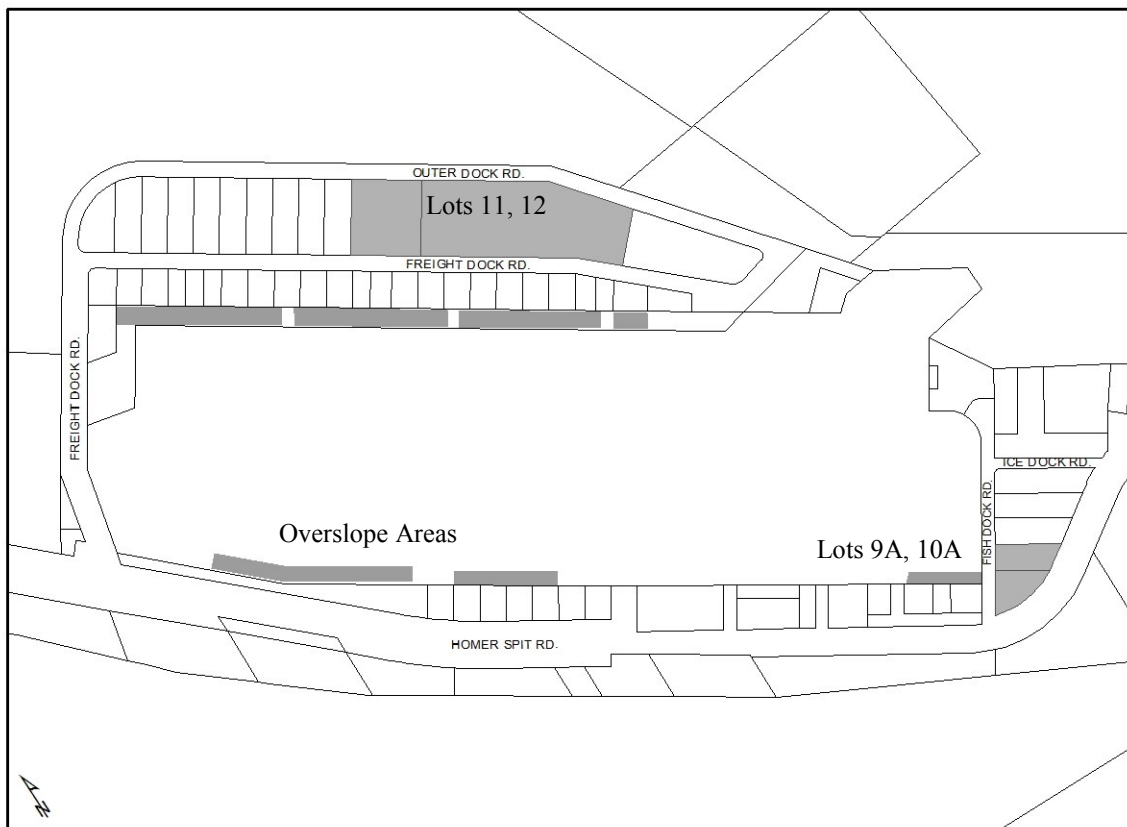 OUTER DOCK RD.
Lots 11, 12
FREIGHT DOCK RD.
FREIGHT DOCK RD.
ICE DOCK RD.
FISH DOCK RD.
Overslope Areas
Lots 9A, 10A
HOMER SPIT RD.
N